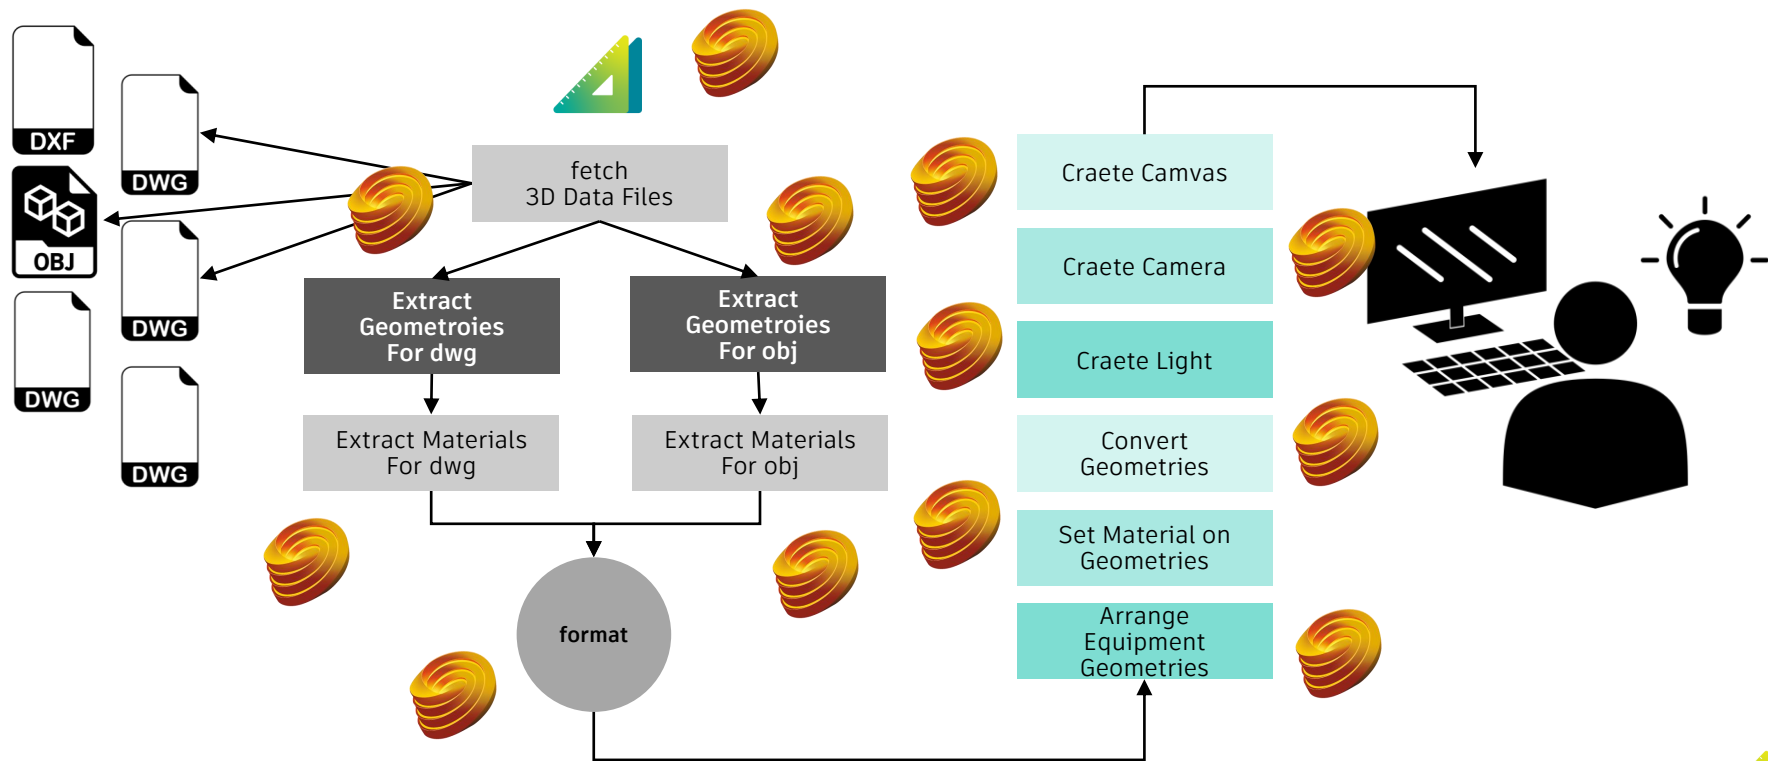 DXF
DWG
OBJ
DWG
DWG
DWG
fetch
3D Data Files
Extract
Geometroies
For dwg
Extract
Geometroies
For obj
Extract Materials
For dwg
Extract Materials
For obj
format
Craete Camvas
Craete Camera
Craete Light
Convert
Geometries
Set Material on
Geometries
Arrange
Equipment
Geometries